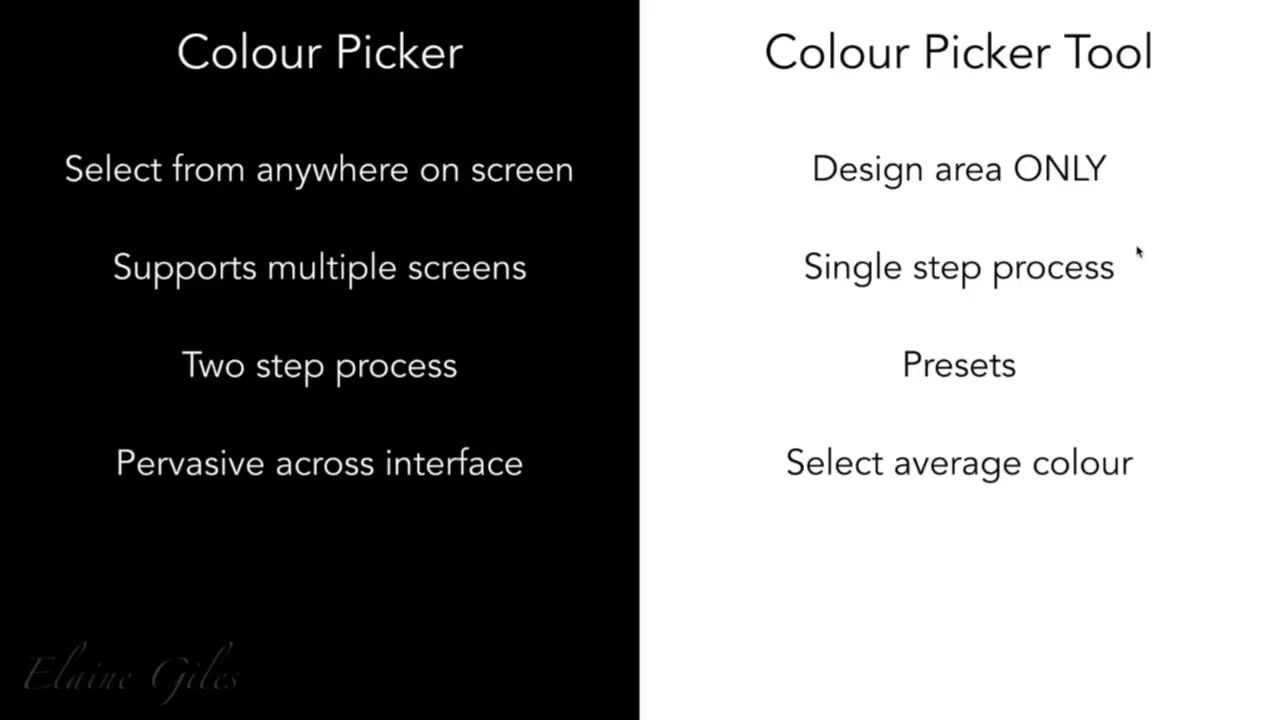 Colour Picker
Select from anywhere on screen
Supports multiple screens
Two step process
Pervasive across interface
Colour Picker Tool
Design area ONLY
Single step process
Presets
Select average colour
Elaine Giles